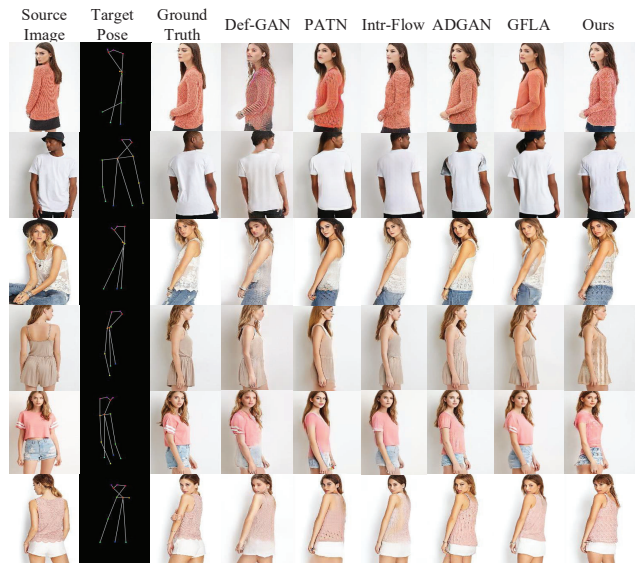 Source Target Ground Def-GAN PATN Intr-Flow ADGAN GFLA Ours
Image Pose Truth